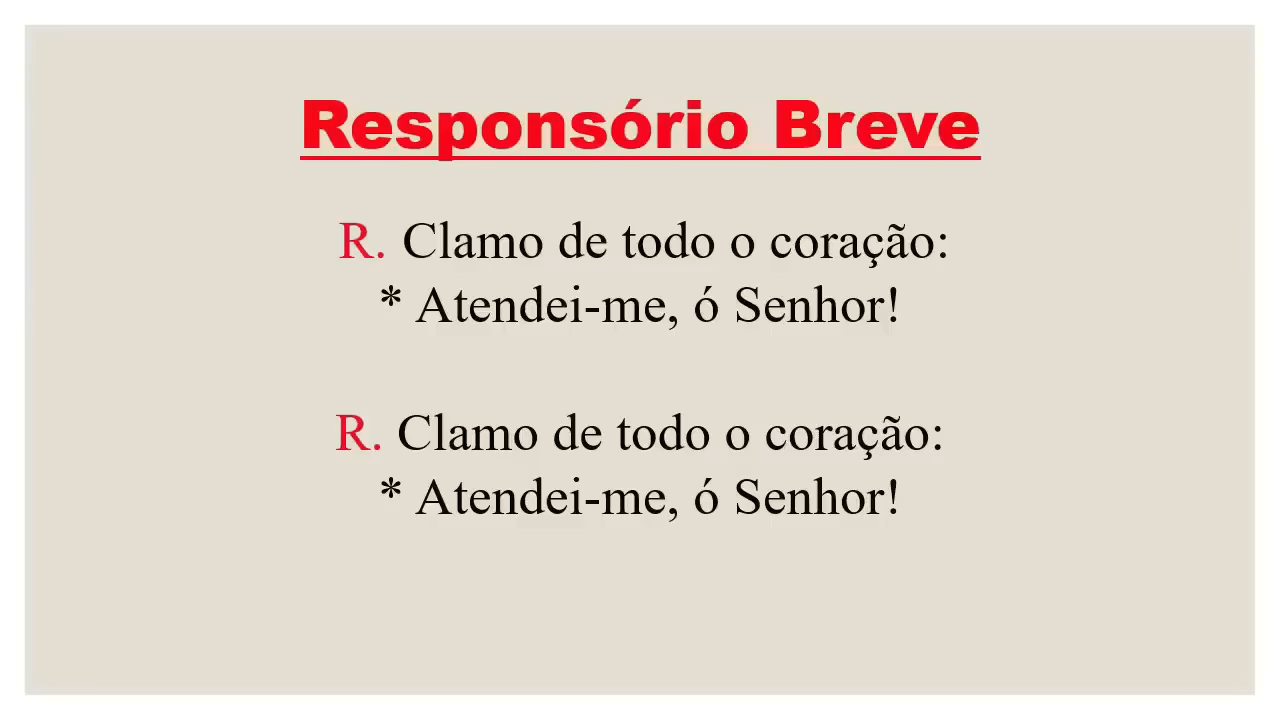 Responsório Breve
R. Clamo de todo o coração:
* Atendei-me, ó Senhor!
R. Clamo de todo o coração:
* Atendei-me, ó Senhor!